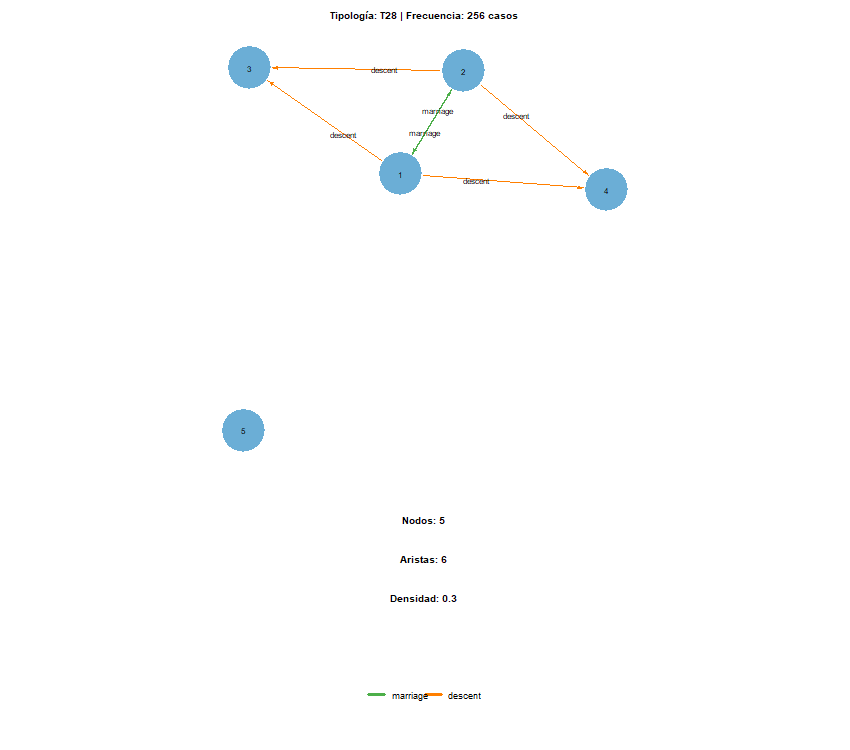 Tipología: T28 | Frecuencia: 256 casos
3
descent
2
marriage
descent
marriage
descent
1
descent
4
5
Nodos: 5
Aristas: 6
Densidad: 0.3
marriage descent